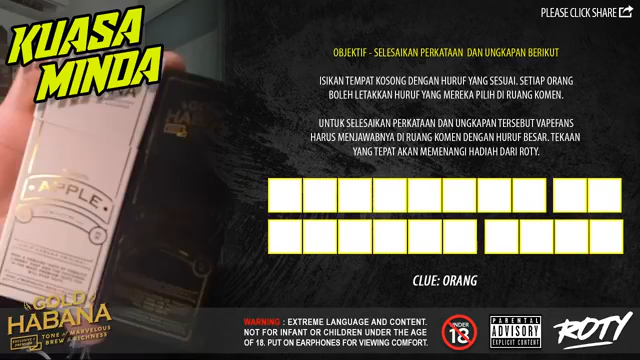 PLEASE CLICK SHARE
KUASA
MINDA
OBJEKTIF - SELESAIKAN PERKATAAN DAN UNGKAPAN BERIKUT
ISIKAN TEMPAT KOSONG DENGAN HURUF YANG SESUAI. SETIAP ORANG
BOLEH LETAKKAN HURUF YANG MEREKA PILIH DI RUANG KOMEN.
UNTUK SELESAIKAN PERKATAAN DAN UNGKAPAN TERSEBUT VAPEFANS
HARUS MENJAWABNYA DI RUANG KOMEN DENGAN HURUF BESAR. TEKAAN
YANG TEPAT AKAN MEMENANGI HADIAH DARI ROTY.
HABANA
APPLE
CLUE: ORANG
GOLD
HABANA
TONE of MARVELOUS
BREW & RICHNESS
WARNING : EXTREME LANGUAGE AND CONTENT.
NOT FOR INFANT OR CHILDREN UNDER THE AGE
OF 18. PUT ON EARPHONES FOR VIEWING COMFORT.
UNDER
18
PARENTAL
ADVISORY
EXPLICIT CONTENT
ROTY